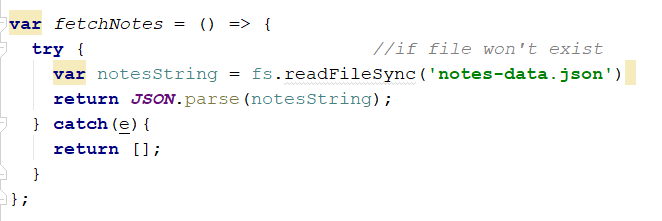 var fetchNotes = () => {
try { //if file won't exist
var notesString = fs.readFileSync('notes-data.json')
return JSON.parse(notesString);
} catch(e){
return [];
}
};